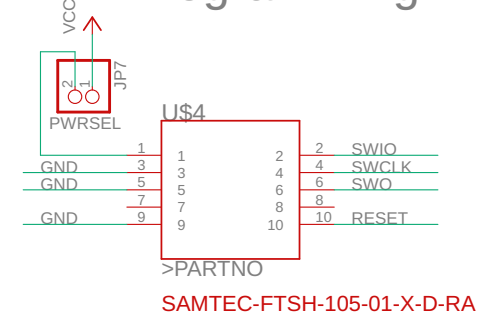 VCC
JP7
2 1
PWRSEL
U$4
1 1 2 2 SWIO
GND 3 3 4 4 SWCLK
GND 5 5 6 6 SWO
7 7 8 8
GND 9 9 10 10 RESET
>PARTNO
SAMTEC-FTSH-105-01-X-D-RA